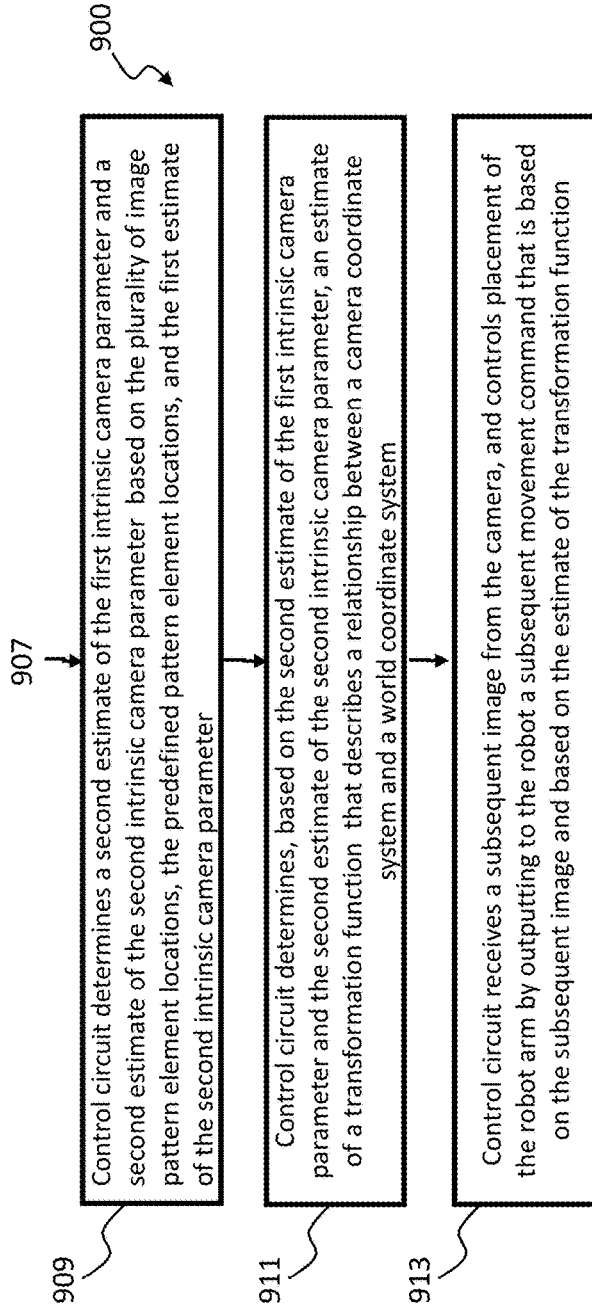 907
900
909
Control circuit determines a second estimate of the first intrinsic camera parameter and a
second estimate of the second intrinsic camera parameter based on the plurality of image
pattern element locations, the predefined pattern element locations, and the first estimate
of the second intrinsic camera parameter
911
Control circuit determines, based on the second estimate of the first intrinsic camera
parameter and the second estimate of the second intrinsic camera parameter, an estimate
of a transformation function that describes a relationship between a camera coordinate
system and a world coordinate system
913
Control circuit receives a subsequent image from the camera, and controls placement of
the robot arm by outputting to the robot a subsequent movement command that is based
on the subsequent image and based on the estimate of the transformation function